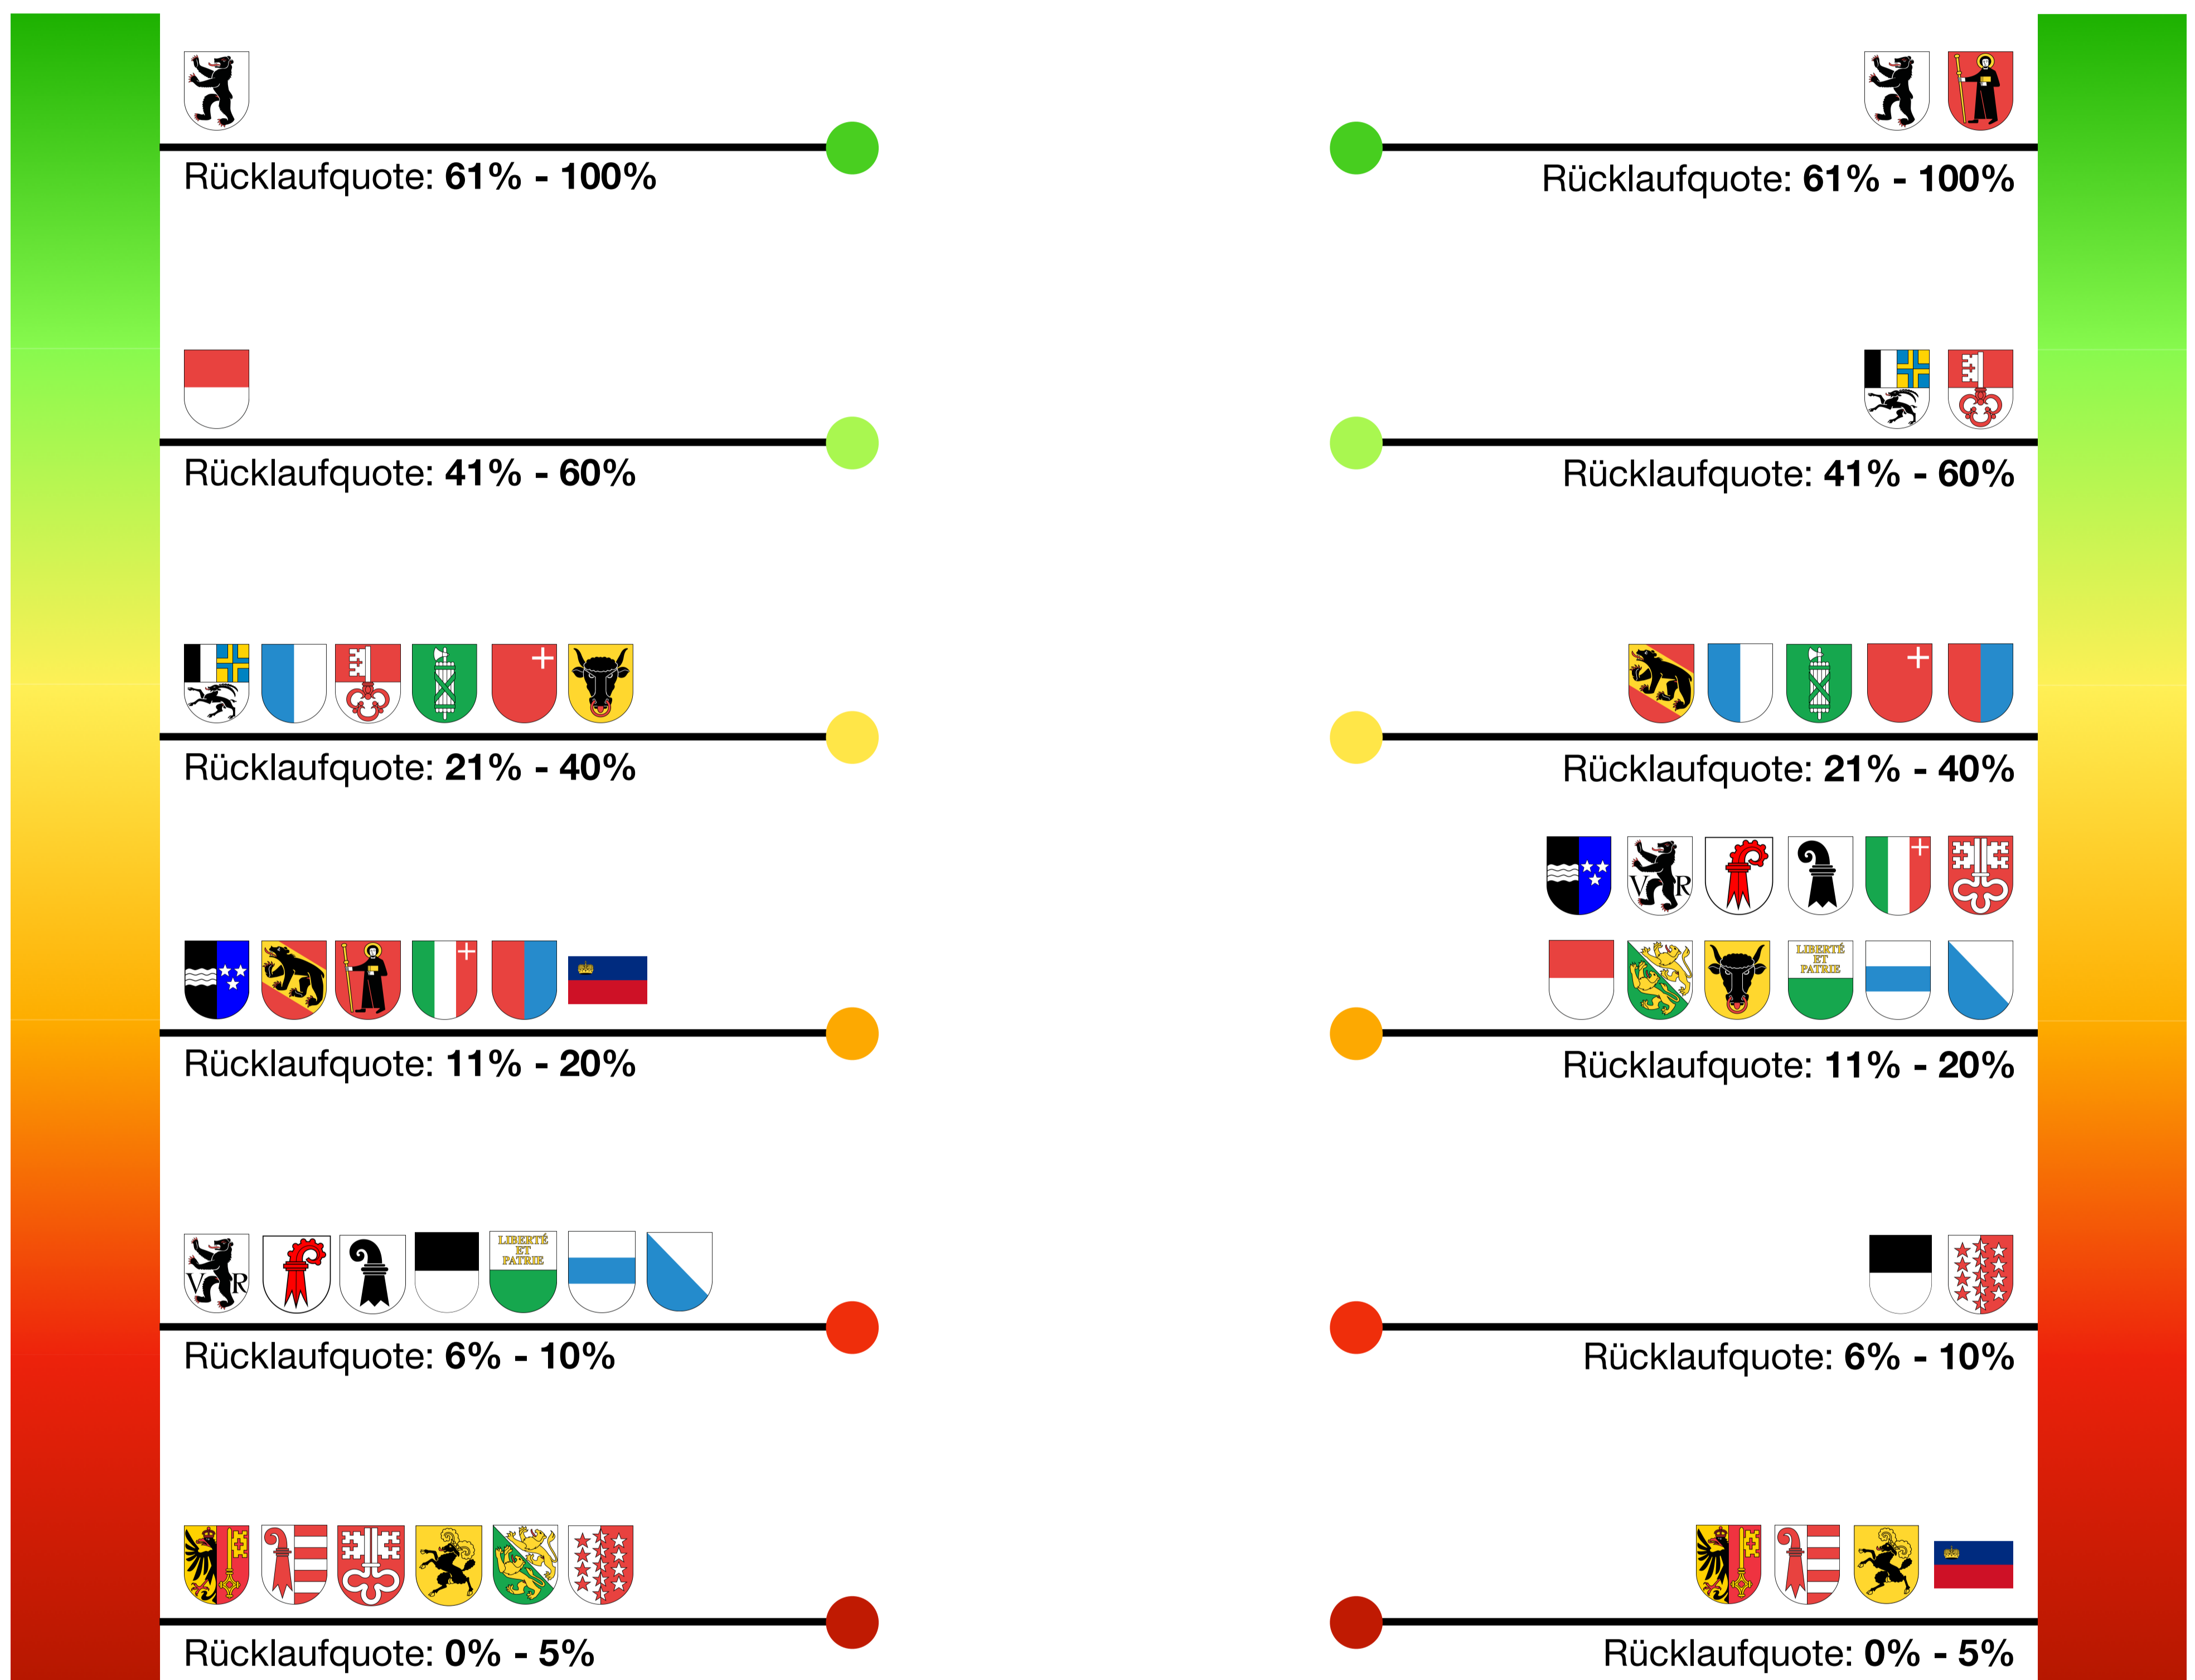 Rücklaufquote: 61% - 100%
Rücklaufquote: 61% - 100%
Rücklaufquote: 41% - 60%
Rücklaufquote: 41% - 60%
Rücklaufquote: 21% - 40%
Rücklaufquote: 21% - 40%
V R
LIBERTÉ
ET
PATRIE
Rücklaufquote: 11% - 20%
Rücklaufquote: 11% - 20%
V R
LIBERTÉ
ET
PATRIE
Rücklaufquote: 6% - 10%
Rücklaufquote: 6% - 10%
Rücklaufquote: 0% - 5%
Rücklaufquote: 0% - 5%